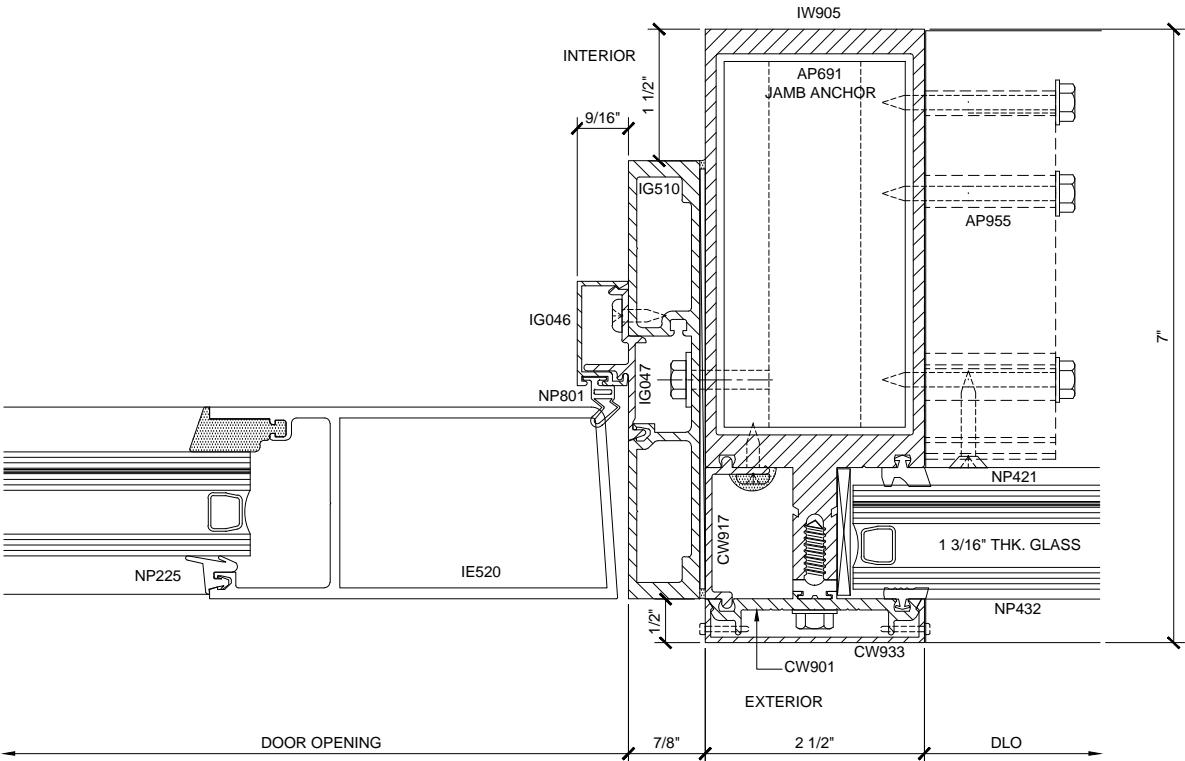 IW905
INTERIOR
1 1/2"
9/16"
AP691
JAMB ANCHOR
IG510
AP955
IG046
IG047
7"
NP801
NP421
CW917
1 3/16" THK. GLASS
NP225
IE520
NP432
1/2"
CW933
CW901
EXTERIOR
DOOR OPENING
7/8"
2 1/2"
DLO